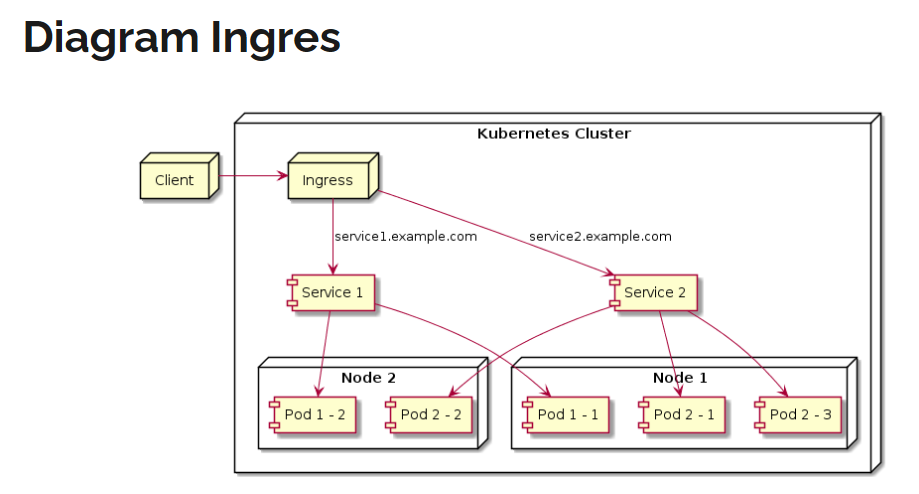 Diagram Ingres
Kubernetes Cluster
Client
Ingress
service1.example.com
service2.example.com
Service 1
Service 2
Node 2
Node 1
Pod 1 - 2
Pod 2 - 2
Pod 1 - 1
Pod 2 - 1
Pod 2 - 3